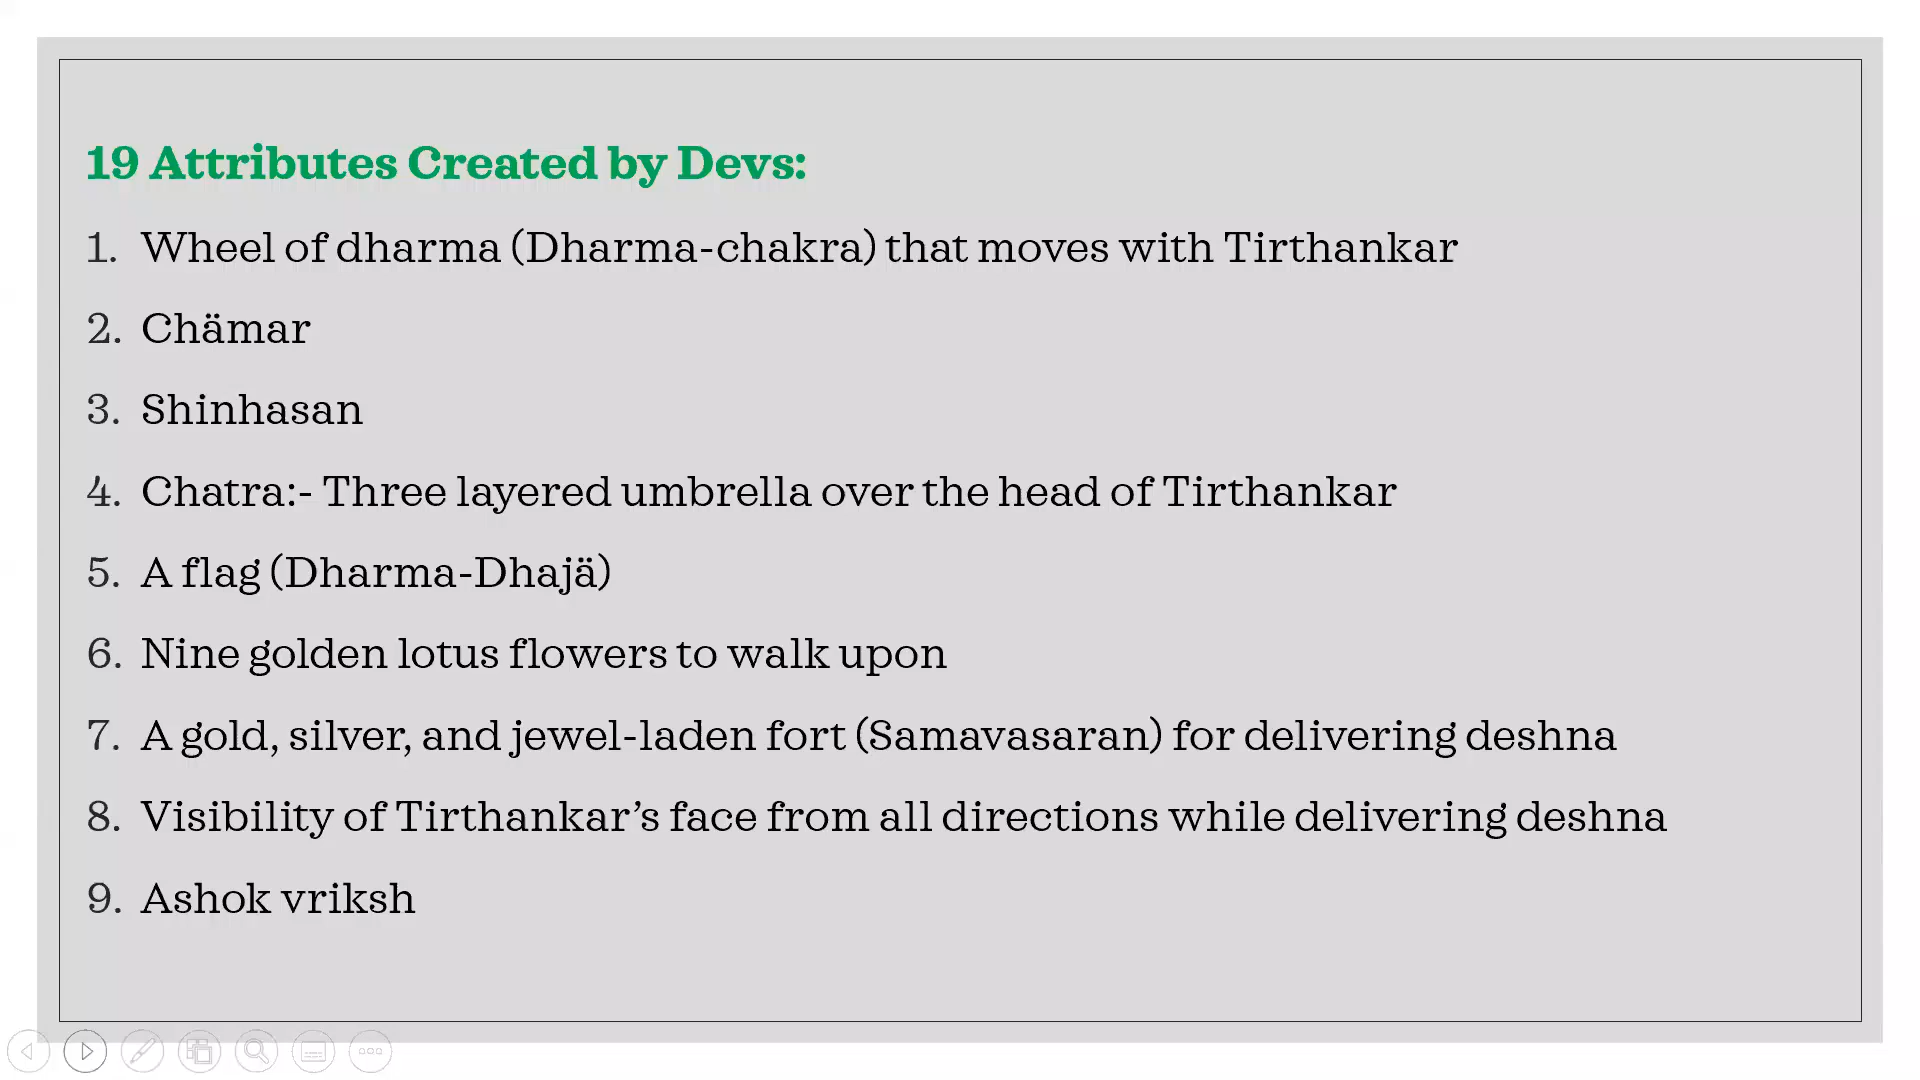 19 Attributes Created by Devs:
1. Wheel of dharma (Dharma-chakra) that moves with Tirthankar
2. Chämar
3. Shinhasan
4. Chatra:- Three layered umbrella over the head of Tirthankar
5. A flag (Dharma-Dhajä)
6. Nine golden lotus flowers to walk upon
7. A gold, silver, and jewel-laden fort (Samavasaran) for delivering deshna
8. Visibility of Tirthankar’s face from all directions while delivering deshna
9. Ashok vriksh